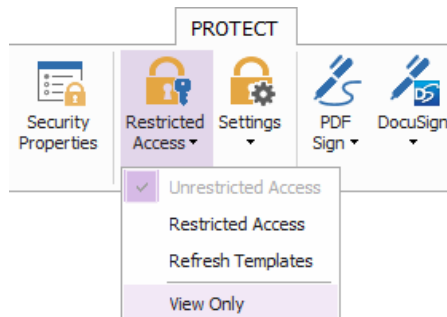 PROTECT
Security Properties
Restricted Access
Settings
PDF Sign
DocuSign
Unrestricted Access
Restricted Access
Refresh Templates
View Only